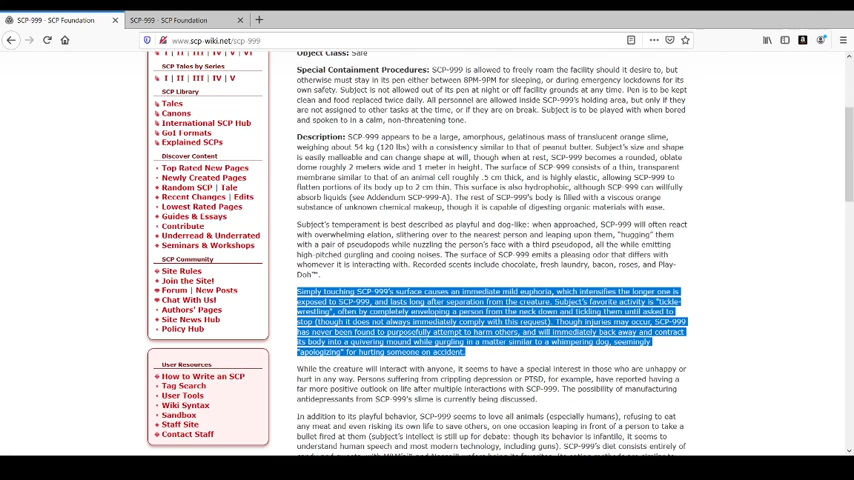 SCP-999 - SCP Foundation
SCP-999 - SCP Foundation
www.scp-wiki.net/scp-999
I II III IV V VI
SCP Tales by Series
I II III IV V
SCP Library
Tales
Canons
International SCP Hub
GoI Formats
Explained SCPs
Discover Content
Top Rated New Pages
Newly Created Pages
Random SCP | Tale
Recent Changes | Edits
Lowest Rated Pages
Guides & Essays
Contribute
Underread & Underrated
Seminars & Workshops
SCP Community
Site Rules
Join the Site!
Forum | New Posts
Chat With Us!
Authors' Pages
Site News Hub
Policy Hub
User Resources
How to Write an SCP
Tag Search
User Tools
Wiki Syntax
Sandbox
Staff Site
Contact Staff
Object Class: Safe
Special Containment Procedures: SCP-999 is allowed to freely roam the facility should it desire to, but
otherwise must stay in its pen either between 8PM-9PM for sleeping, or during emergency lockdowns for its
own safety. Subject is not allowed out of its pen at night or off facility grounds at any time. Pen is to be kept
clean and food replaced twice daily. All personnel are allowed inside SCP-999's holding area, but only if they
are not assigned to other tasks at the time, or if they are on break. Subject is to be played with when bored
and spoken to in a calm, non-threatening tone.
Description: SCP-999 appears to be a large, amorphous, gelatinous mass of translucent orange slime,
weighing about 54 kg (120 lbs) with a consistency similar to that of peanut butter. Subject's size and shape
is easily malleable and can change shape at will, though when at rest, SCP-999 becomes a rounded, oblate
dome roughly 2 meters wide and 1 meter in height. The surface of SCP-999 consists of a thin, transparent
membrane similar to that of an animal cell roughly .5 cm thick, and is highly elastic, allowing SCP-999 to
flatten portions of its body up to 2 cm thin. This surface is also hydrophobic, although SCP-999 can willfully
absorb liquids (see Addendum SCP-999-A). The rest of SCP-999's body is filled with a viscous orange
substance of unknown chemical makeup, though it is capable of digesting organic materials with ease.
Subject's temperament is best described as playful and dog-like: when approached, SCP-999 will often react
with overwhelming elation, slithering over to the nearest person and leaping upon them, "hugging" them
with a pair of pseudopods while nuzzling the person's face with a third pseudopod, all the while emitting
high-pitched gurgling and cooing noises. The surface of SCP-999 emits a pleasing odor that differs with
whomever it is interacting with. Recorded scents include chocolate, fresh laundry, bacon, roses, and Play-
Doh™.
Simply touching SCP-999's surface causes an immediate mild euphoria, which intensifies the longer one is
exposed to SCP-999, and lasts long after separation from the creature. Subject's favorite activity is "tickle-
wrestling", often by completely enveloping a person from the neck down and tickling them until asked to
stop (though it does not always immediately comply with this request). Though injuries may occur, SCP-999
has never been found to purposefully attempt to harm others, and will immediately back away and contract
its body into a quivering mound while gurgling in a matter similar to a whimpering dog, seemingly
"apologizing" for hurting someone on accident.
While the creature will interact with anyone, it seems to have a special interest in those who are unhappy or
hurt in any way. Persons suffering from crippling depression or PTSD, for example, have reported having a
far more positive outlook on life after multiple interactions with SCP-999. The possibility of manufacturing
antidepressants from SCP-999's slime is currently being discussed.
In addition to its playful behavior, SCP-999 seems to love all animals (especially humans), refusing to eat
any meat and even risking its own life to save others, on one occasion leaping in front of a person to take a
bullet fired at them (subject's intellect is still up for debate: though its behavior is infantile, it seems to
understand human speech and most modern technology, including guns). SCP-999's diet consists entirely of